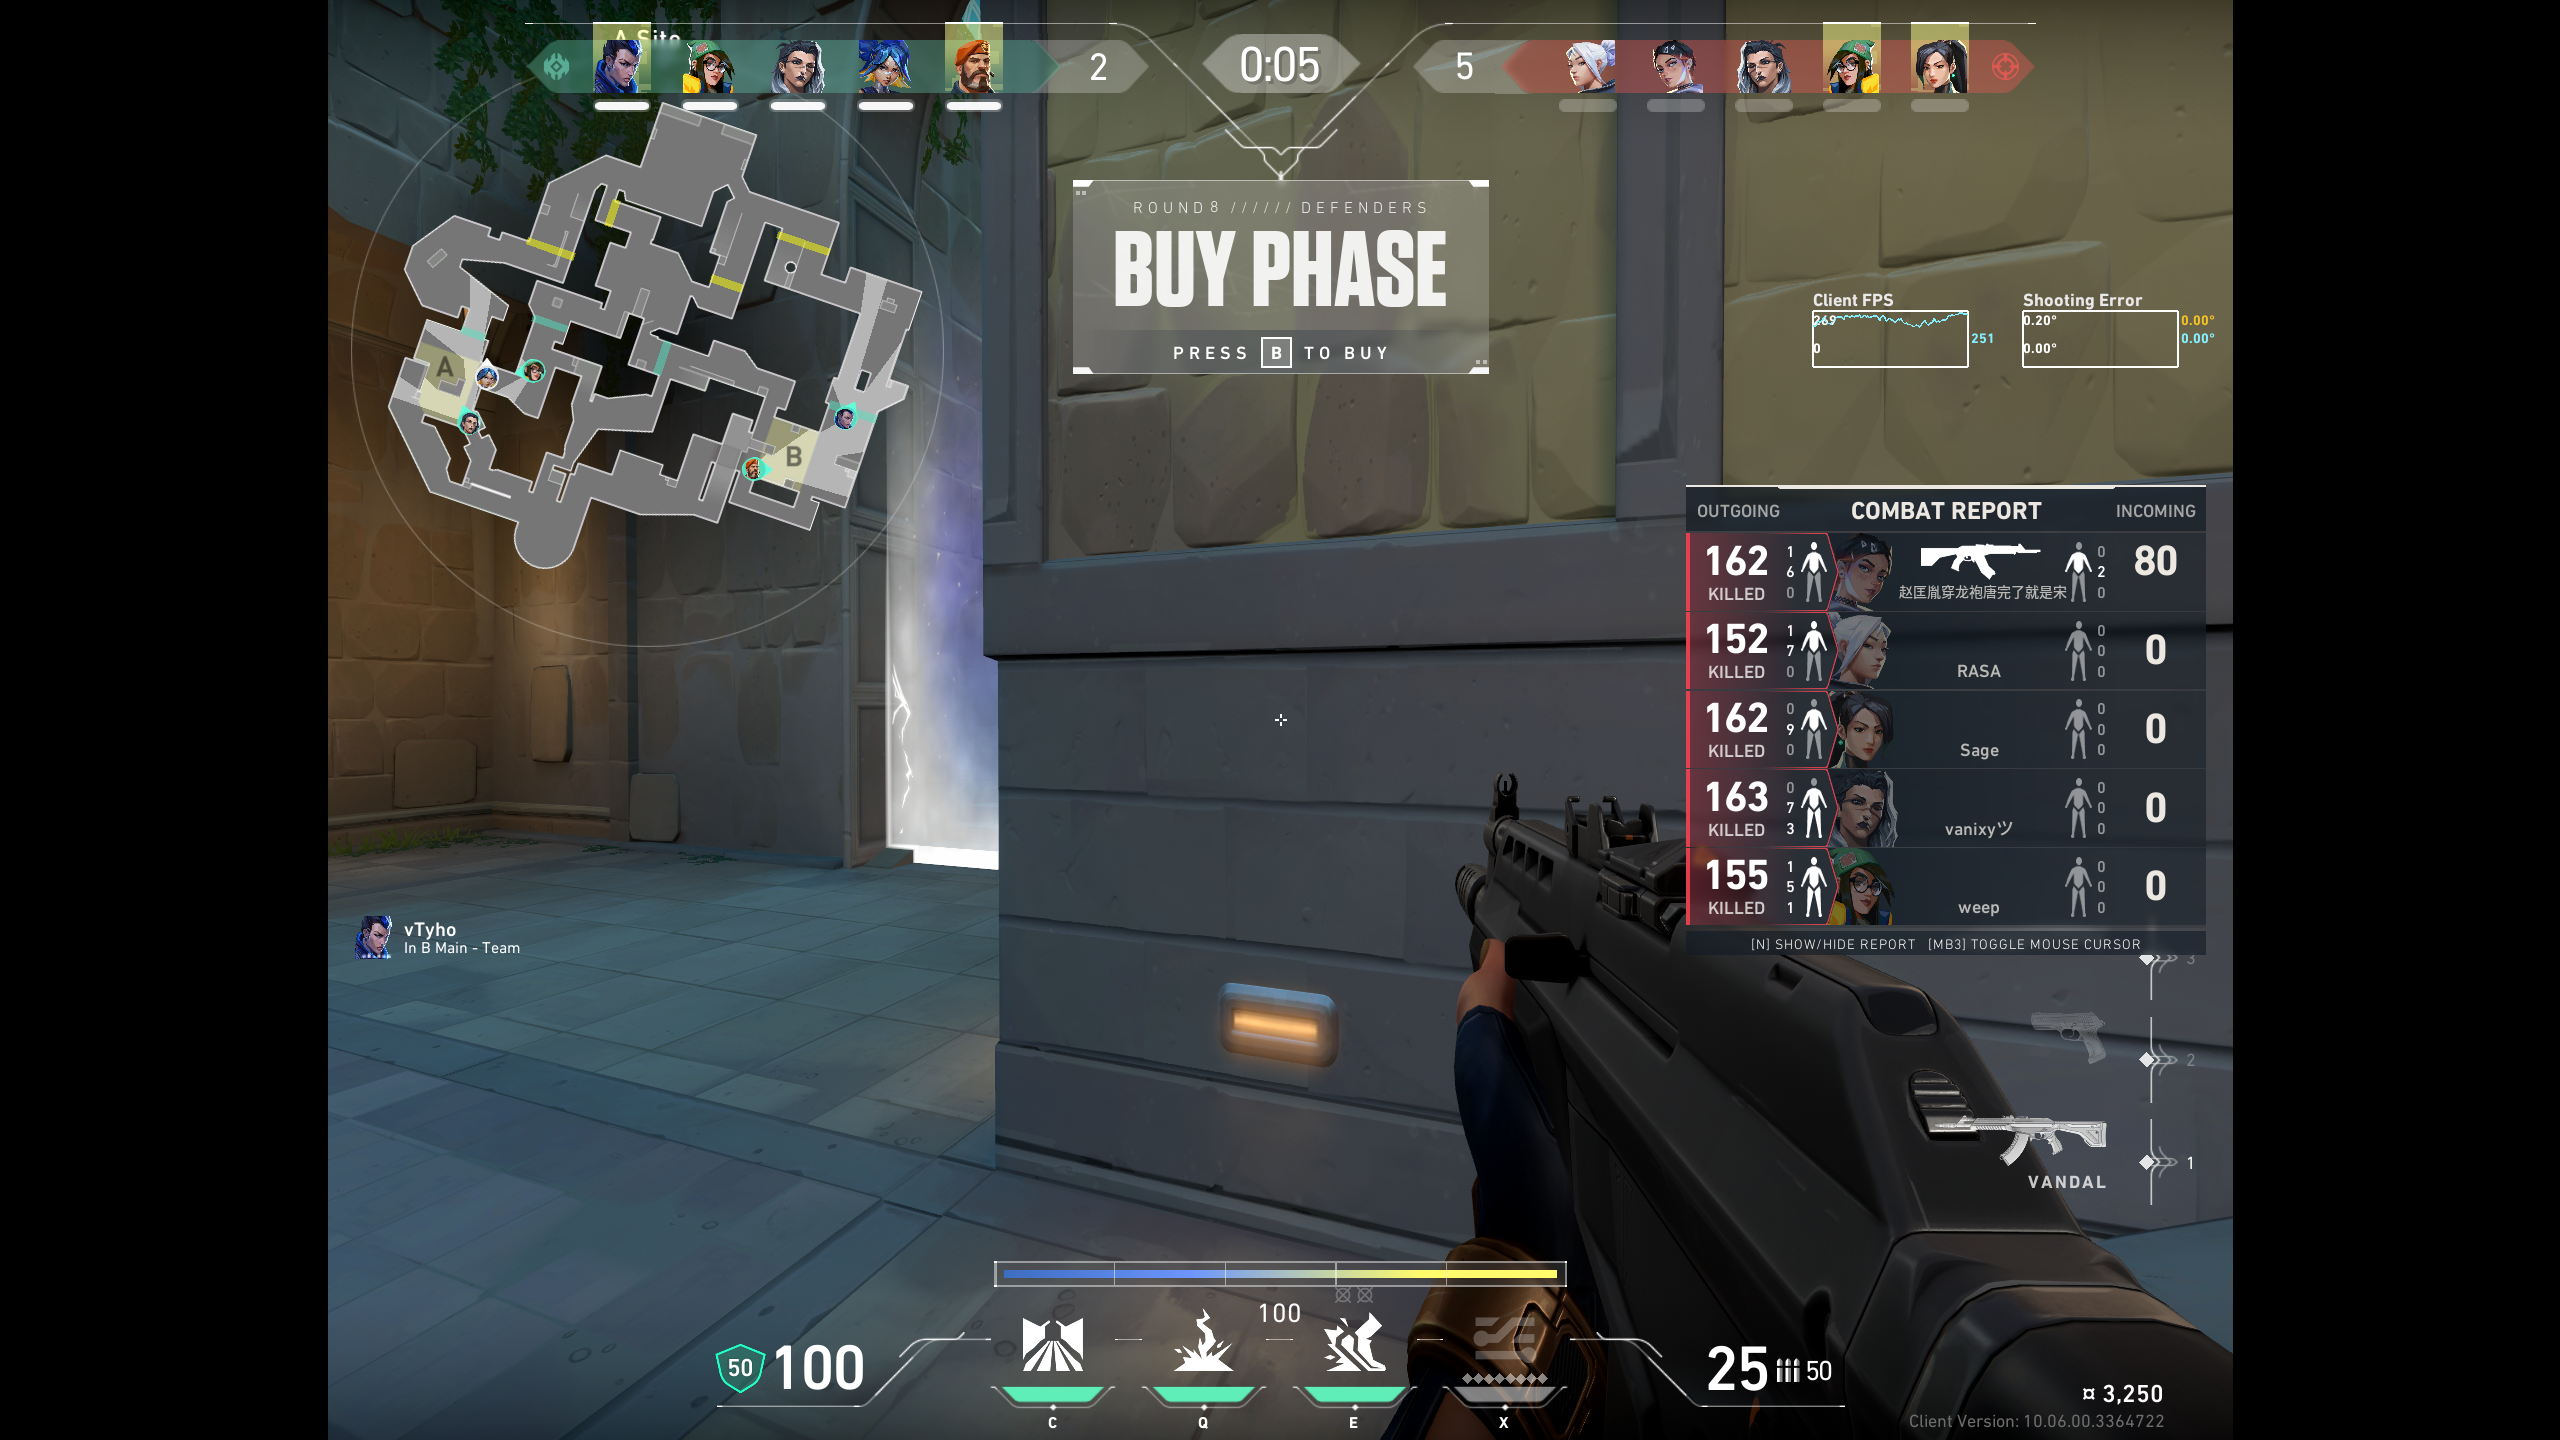 A Site
2
0:05
5
ROUND 8 ////// DEFENDERS
BUY PHASE
PRESS B TO BUY
Client FPS
269
251
0
Shooting Error
0.20°
0.00°
0.00°
0.00°
A
B
OUTGOING
COMBAT REPORT
INCOMING
162
KILLED
1
6
0
赵匡胤穿龙袍唐完了就是宋
0
2
0
80
152
KILLED
1
7
0
RASA
0
0
0
0
162
KILLED
0
9
0
Sage
0
0
0
0
163
KILLED
0
7
3
vanixyツ
0
0
0
0
155
KILLED
1
5
1
weep
0
0
0
0
[N] SHOW/HIDE REPORT [MB3] TOGGLE MOUSE CURSOR
vTyho
In B Main - Team
3
2
1
VANDAL
100
50
100
C
Q
E
X
25
50
¤ 3,250
Client Version: 10.06.00.3364722